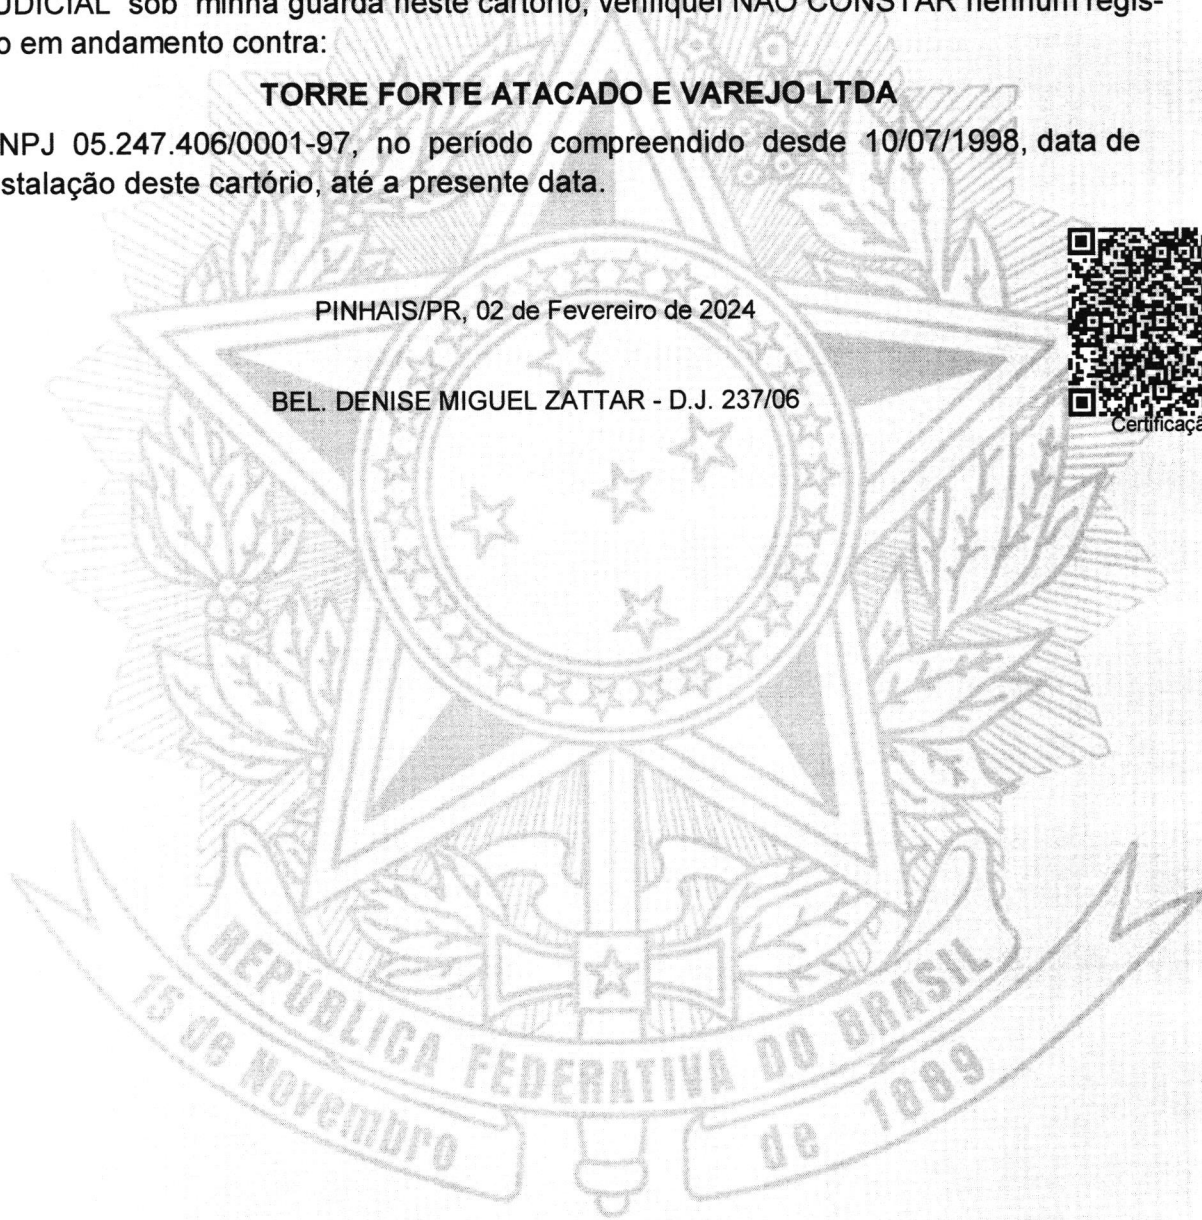 UDICIAL sob minha guarda neste cartório, verifiquei NÃO CONSTAR nenhum regis-
o em andamento contra:
TORRE FORTE ATACADO E VAREJO LTDA
NPJ 05.247.406/0001-97, no período compreendido desde 10/07/1998, data de
stalação deste cartório, até a presente data.
PINHAIS/PR, 02 de Fevereiro de 2024
BEL. DENISE MIGUEL ZATTAR - D.J. 237/06
Certificaçã
REPÚBLICA FEDERATIVA DO BRASIL
15 de Novembro de 1889